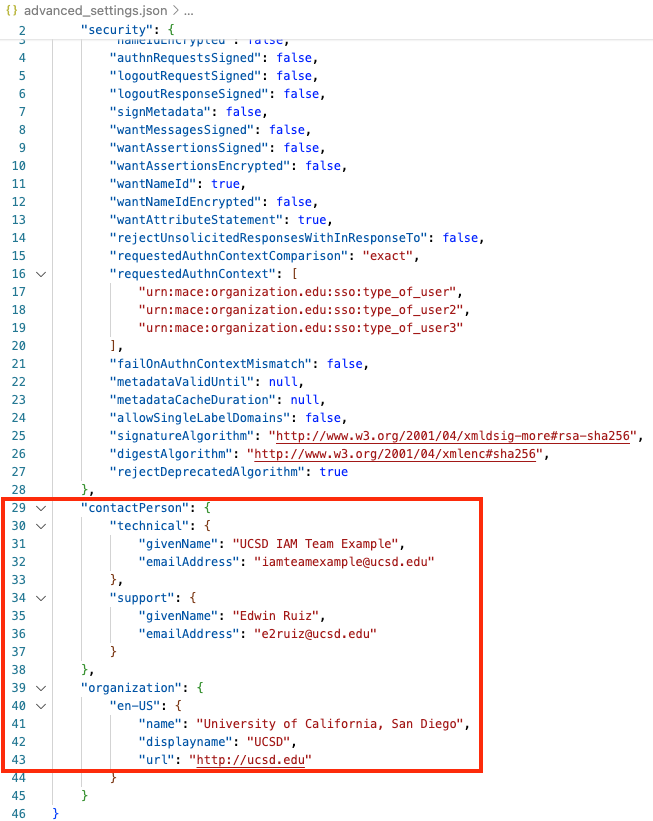 {} advanced_settings.json > ...
2 "security": {
3 "nameIdEncrypted": false,
4 "authnRequestsSigned": false,
5 "logoutRequestSigned": false,
6 "logoutResponseSigned": false,
7 "signMetadata": false,
8 "wantMessagesSigned": false,
9 "wantAssertionsSigned": false,
10 "wantAssertionsEncrypted": false,
11 "wantNameId": true,
12 "wantNameIdEncrypted": false,
13 "wantAttributeStatement": true,
14 "rejectUnsolicitedResponsesWithInResponseTo": false,
15 "requestedAuthnContextComparison": "exact",
16 "requestedAuthnContext": [
17 "urn:mace:organization.edu:sso:type_of_user",
18 "urn:mace:organization.edu:sso:type_of_user2",
19 "urn:mace:organization.edu:sso:type_of_user3"
20 ],
21 "failOnAuthnContextMismatch": false,
22 "metadataValidUntil": null,
23 "metadataCacheDuration": null,
24 "allowSingleLabelDomains": false,
25 "signatureAlgorithm": "http://www.w3.org/2001/04/xmldsig-more#rsa-sha256",
26 "digestAlgorithm": "http://www.w3.org/2001/04/xmlenc#sha256",
27 "rejectDeprecatedAlgorithm": true
28 },
29 "contactPerson": {
30 "technical": {
31 "givenName": "UCSD IAM Team Example",
32 "emailAddress": "iamteamexample@ucsd.edu"
33 },
34 "support": {
35 "givenName": "Edwin Ruiz",
36 "emailAddress": "e2ruiz@ucsd.edu"
37 }
38 },
39 "organization": {
40 "en-US": {
41 "name": "University of California, San Diego",
42 "displayname": "UCSD",
43 "url": "http://ucsd.edu"
44 }
45 }
46 }